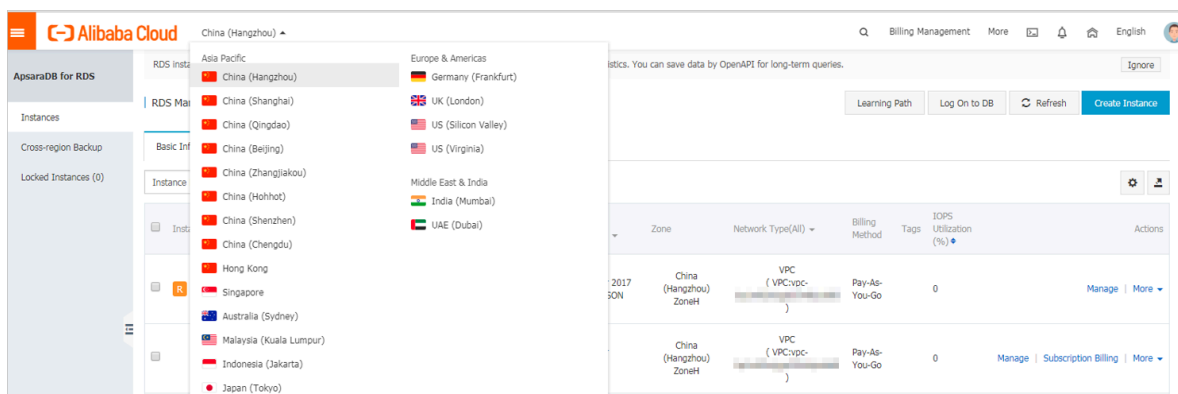 Alibaba Cloud
China (Hangzhou)
Billing Management
More
English
ApsaraDB for RDS
Instances
Cross-region Backup
Locked Instances (0)
RDS insta
istics. You can save data by OpenAPI for long-term queries.
Ignore
RDS Mar
Learning Path
Log On to DB
Refresh
Create Instance
Basic Inf
Instance
Asia Pacific
China (Hangzhou)
China (Shanghai)
China (Qingdao)
China (Beijing)
China (Zhangjiakou)
China (Hohhot)
China (Shenzhen)
China (Chengdu)
Hong Kong
Singapore
Australia (Sydney)
Malaysia (Kuala Lumpur)
Indonesia (Jakarta)
Japan (Tokyo)
Europe & Americas
Germany (Frankfurt)
UK (London)
US (Silicon Valley)
US (Virginia)
Middle East & India
India (Mumbai)
UAE (Dubai)
Insta
Zone
Network Type(All)
Billing
Method
Tags
IOPS
Utilization
(%)
Actions
R
2017
SON
China
(Hangzhou)
ZoneH
VPC
( VPC:vpc-
)
Pay-As-
You-Go
0
Manage
More
China
(Hangzhou)
ZoneH
VPC
( VPC:vpc-
)
Pay-As-
You-Go
0
Manage
Subscription Billing
More